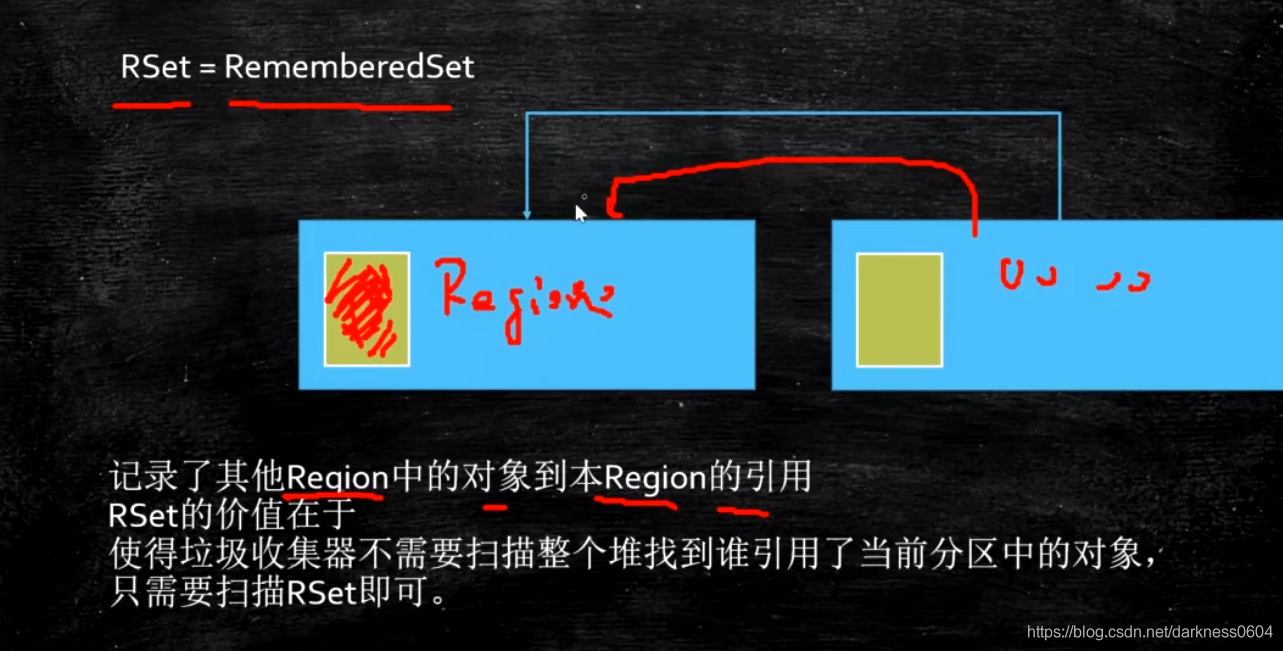 RSet = RememberedSet
Region
记录了其他Region中的对象到本Region的引用
RSet的价值在于
使得垃圾收集器不需要扫描整个堆找到谁引用了当前分区中的对象，
只需要扫描RSet即可。
https://blog.csdn.net/darkness0604